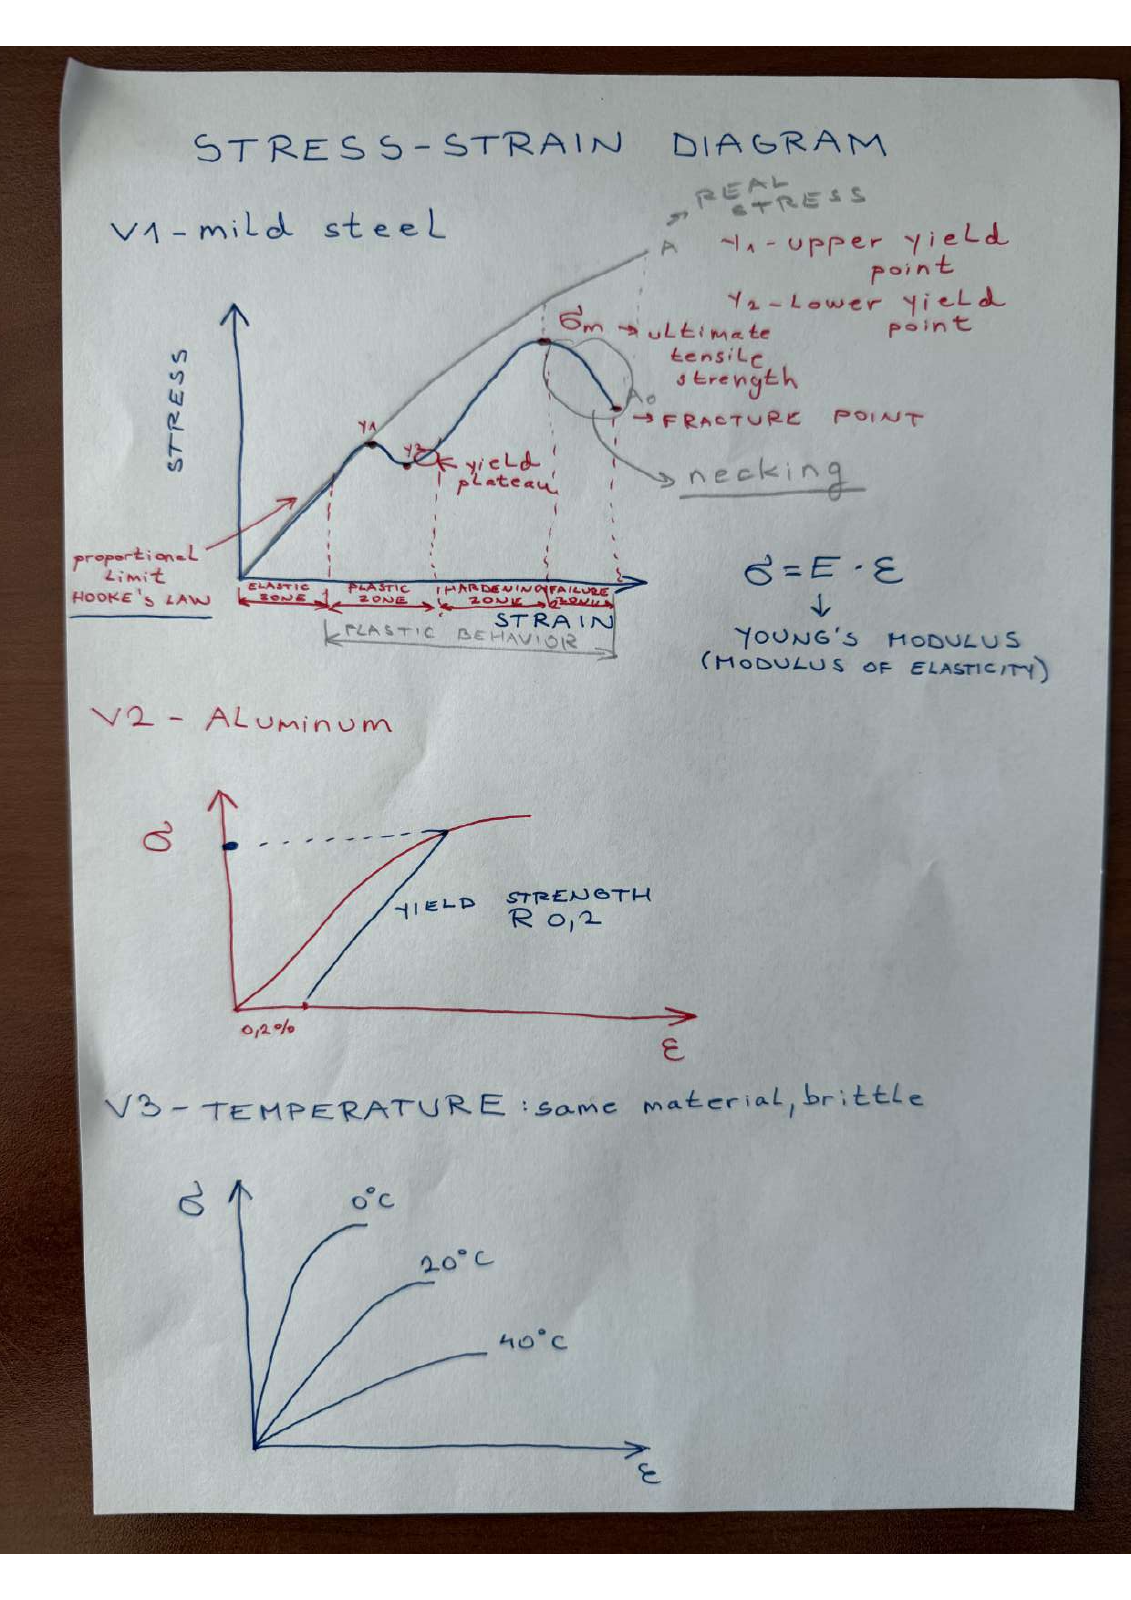 STRESS-STRAIN DIAGRAM
V1-mild steel
REAL
STRESS
A
Y1-upper yield
point
Y2-Lower yield
point
STRESS
σm → ultimate
tensile
strength
A0
→ FRACTURE POINT
Y1
Y2
yield
plateau
necking
proportional
Limit
HOOKE'S LAW
ELASTIC
ZONE
PLASTIC
ZONE
HARDENING
ZONE
FAILURE
ZONE
STRAIN
PLASTIC BEHAVIOR
σ=E·ε
↓
YOUNG'S MODULUS
(MODULUS OF ELASTICITY)
V2 - ALuminum
σ
YIELD STRENGTH
R 0,2
0,2%
ε
V3-TEMPERATURE: same material, brittle
σ
0°C
20°C
40°C
ε